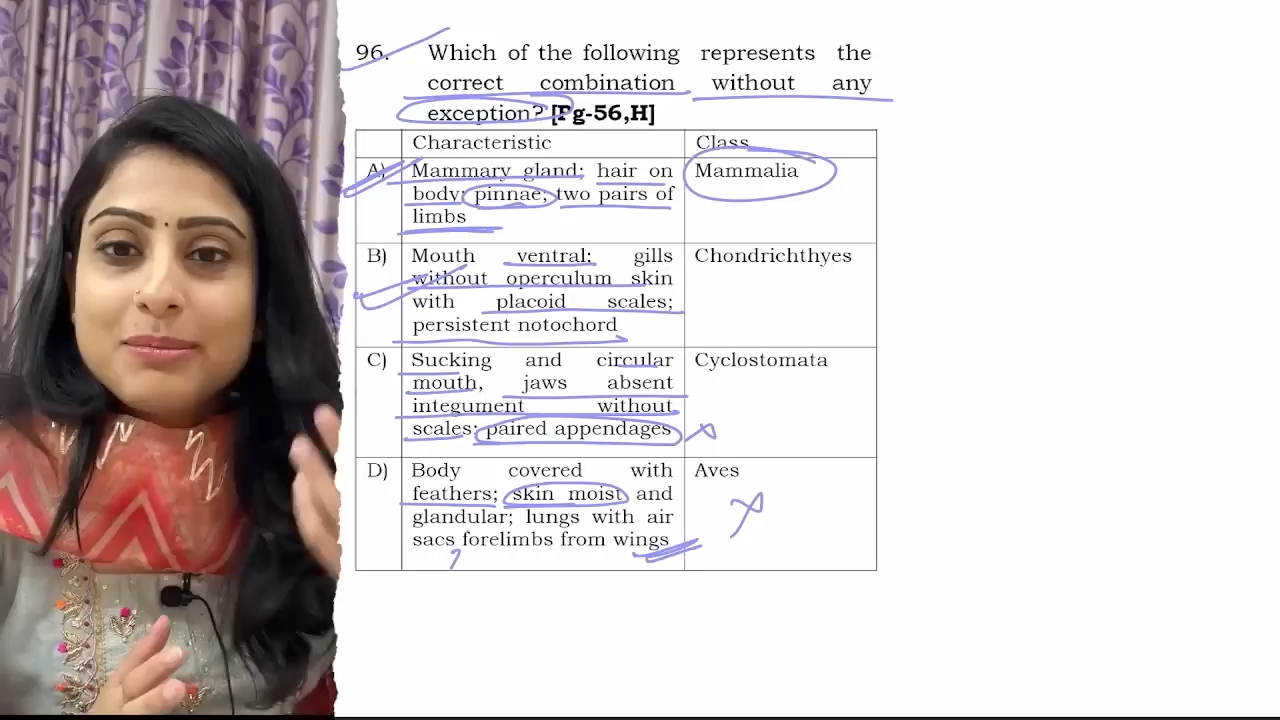 96. Which of the following represents the
correct combination without any
exception? [Pg-56,H]
Characteristic Class
A) Mammary gland; hair on Mammalia
body; pinnae, two pairs of
limbs
B) Mouth ventral; gills Chondrichthyes
without operculum skin
with placoid scales;
persistent notochord
C) Sucking and circular Cyclostomata
mouth, jaws absent
integument without
scales; paired appendages
D) Body covered with Aves
feathers; skin moist and
glandular; lungs with air
sacs forelimbs from wings